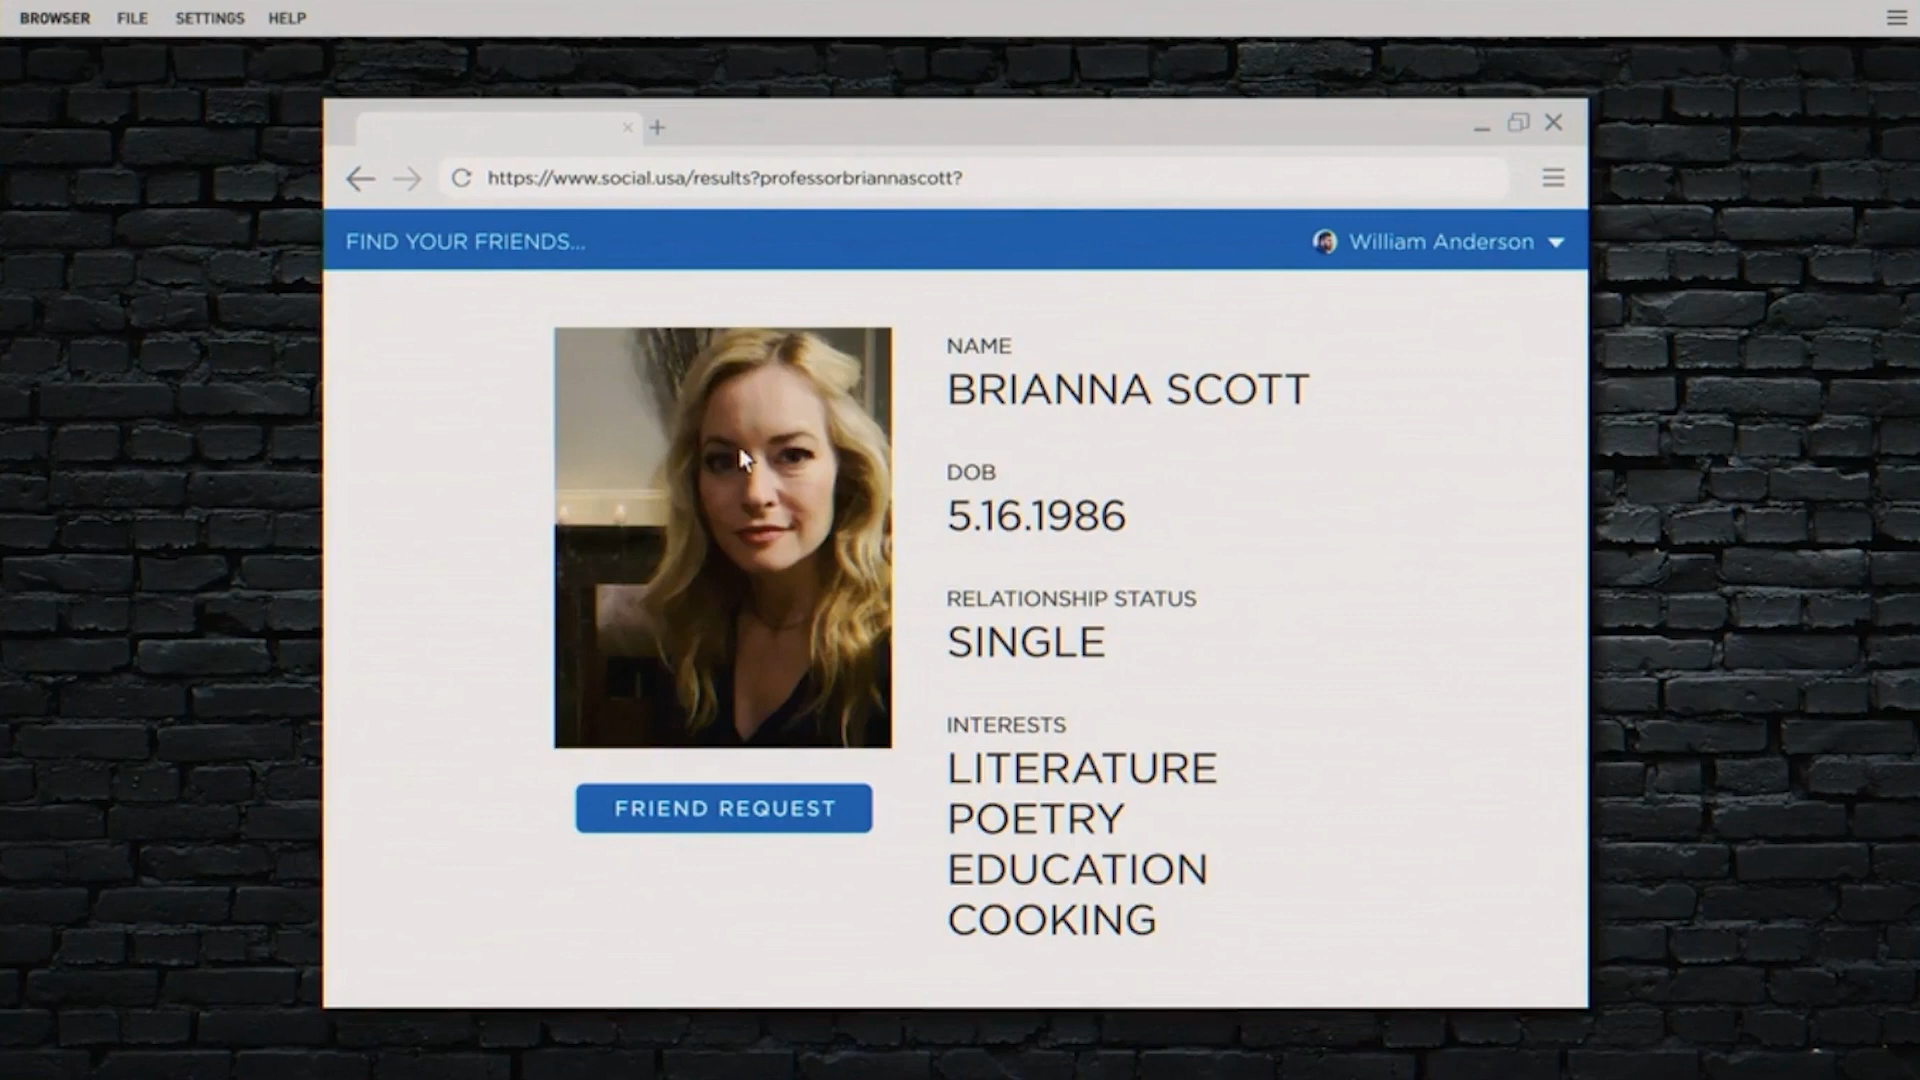 BROWSER FILE SETTINGS HELP
https://www.social.usa/results?professorbriannascott?
FIND YOUR FRIENDS...
William Anderson
NAME
BRIANNA SCOTT
DOB
5.16.1986
RELATIONSHIP STATUS
SINGLE
INTERESTS
LITERATURE
POETRY
EDUCATION
COOKING
FRIEND REQUEST